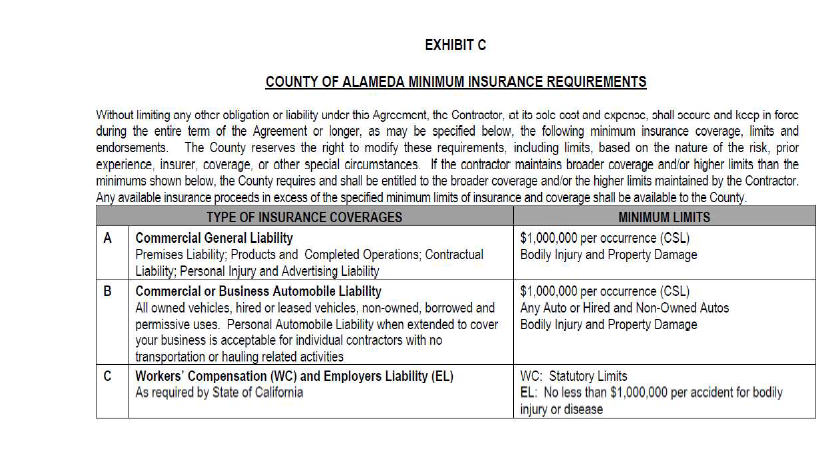 EXHIBIT C
COUNTY OF ALAMEDA MINIMUM INSURANCE REQUIREMENTS
Without limiting any other obligation or liability under this Agreement, the Contractor, at its sole cost and expense, shall secure and keep in force
during the entire term of the Agreement or longer, as may be specified below, the following minimum insurance coverage, limits and
endorsements. The County reserves the right to modify these requirements, including limits, based on the nature of the risk, prior
experience, insurer, coverage, or other special circumstances. If the contractor maintains broader coverage and/or higher limits than the
minimums shown below, the County requires and shall be entitled to the broader coverage and/or the higher limits maintained by the Contractor.
Any available insurance proceeds in excess of the specified minimum limits of insurance and coverage shall be available to the County.
TYPE OF INSURANCE COVERAGES MINIMUM LIMITS
A Commercial General Liability $1,000,000 per occurrence (CSL)
Premises Liability; Products and Completed Operations; Contractual Bodily Injury and Property Damage
Liability; Personal Injury and Advertising Liability
B Commercial or Business Automobile Liability $1,000,000 per occurrence (CSL)
All owned vehicles, hired or leased vehicles, non-owned, borrowed and Any Auto or Hired and Non-Owned Autos
permissive uses. Personal Automobile Liability when extended to cover Bodily Injury and Property Damage
your business is acceptable for individual contractors with no
transportation or hauling related activities
C Workers' Compensation (WC) and Employers Liability (EL) WC: Statutory Limits
As required by State of California EL: No less than $1,000,000 per accident for bodily
injury or disease